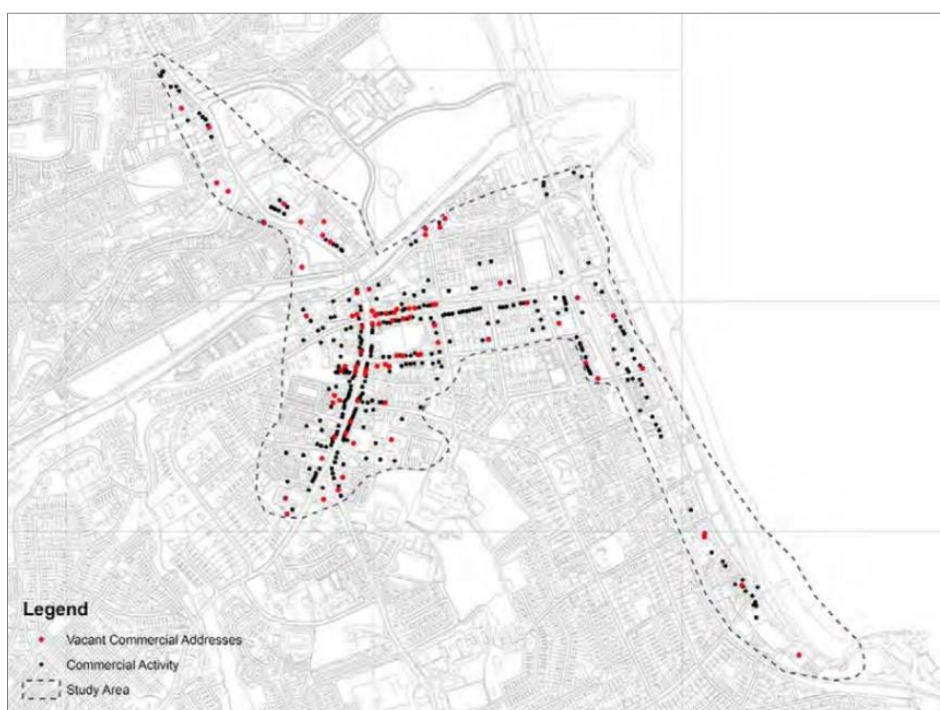 Legend
Vacant Commercial Addresses
Commercial Activity
Study Area